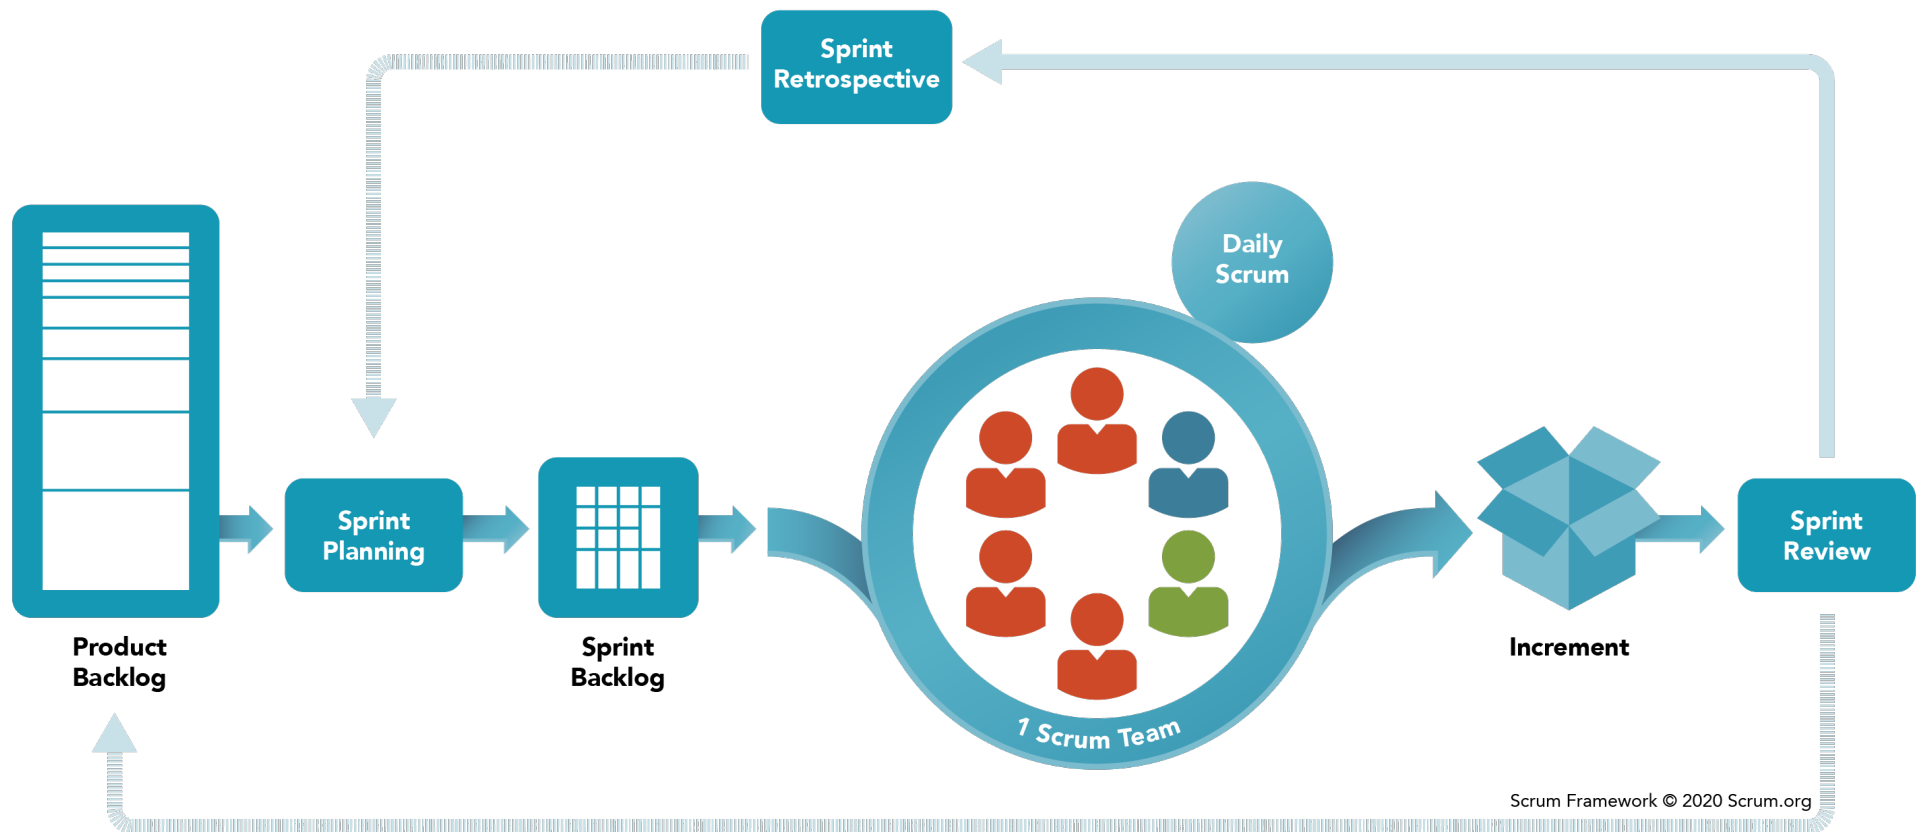 Sprint
Retrospective
Daily
Scrum
Sprint
Planning
Sprint
Review
Product
Backlog
Sprint
Backlog
Increment
1 Scrum Team
Scrum Framework © 2020 Scrum.org